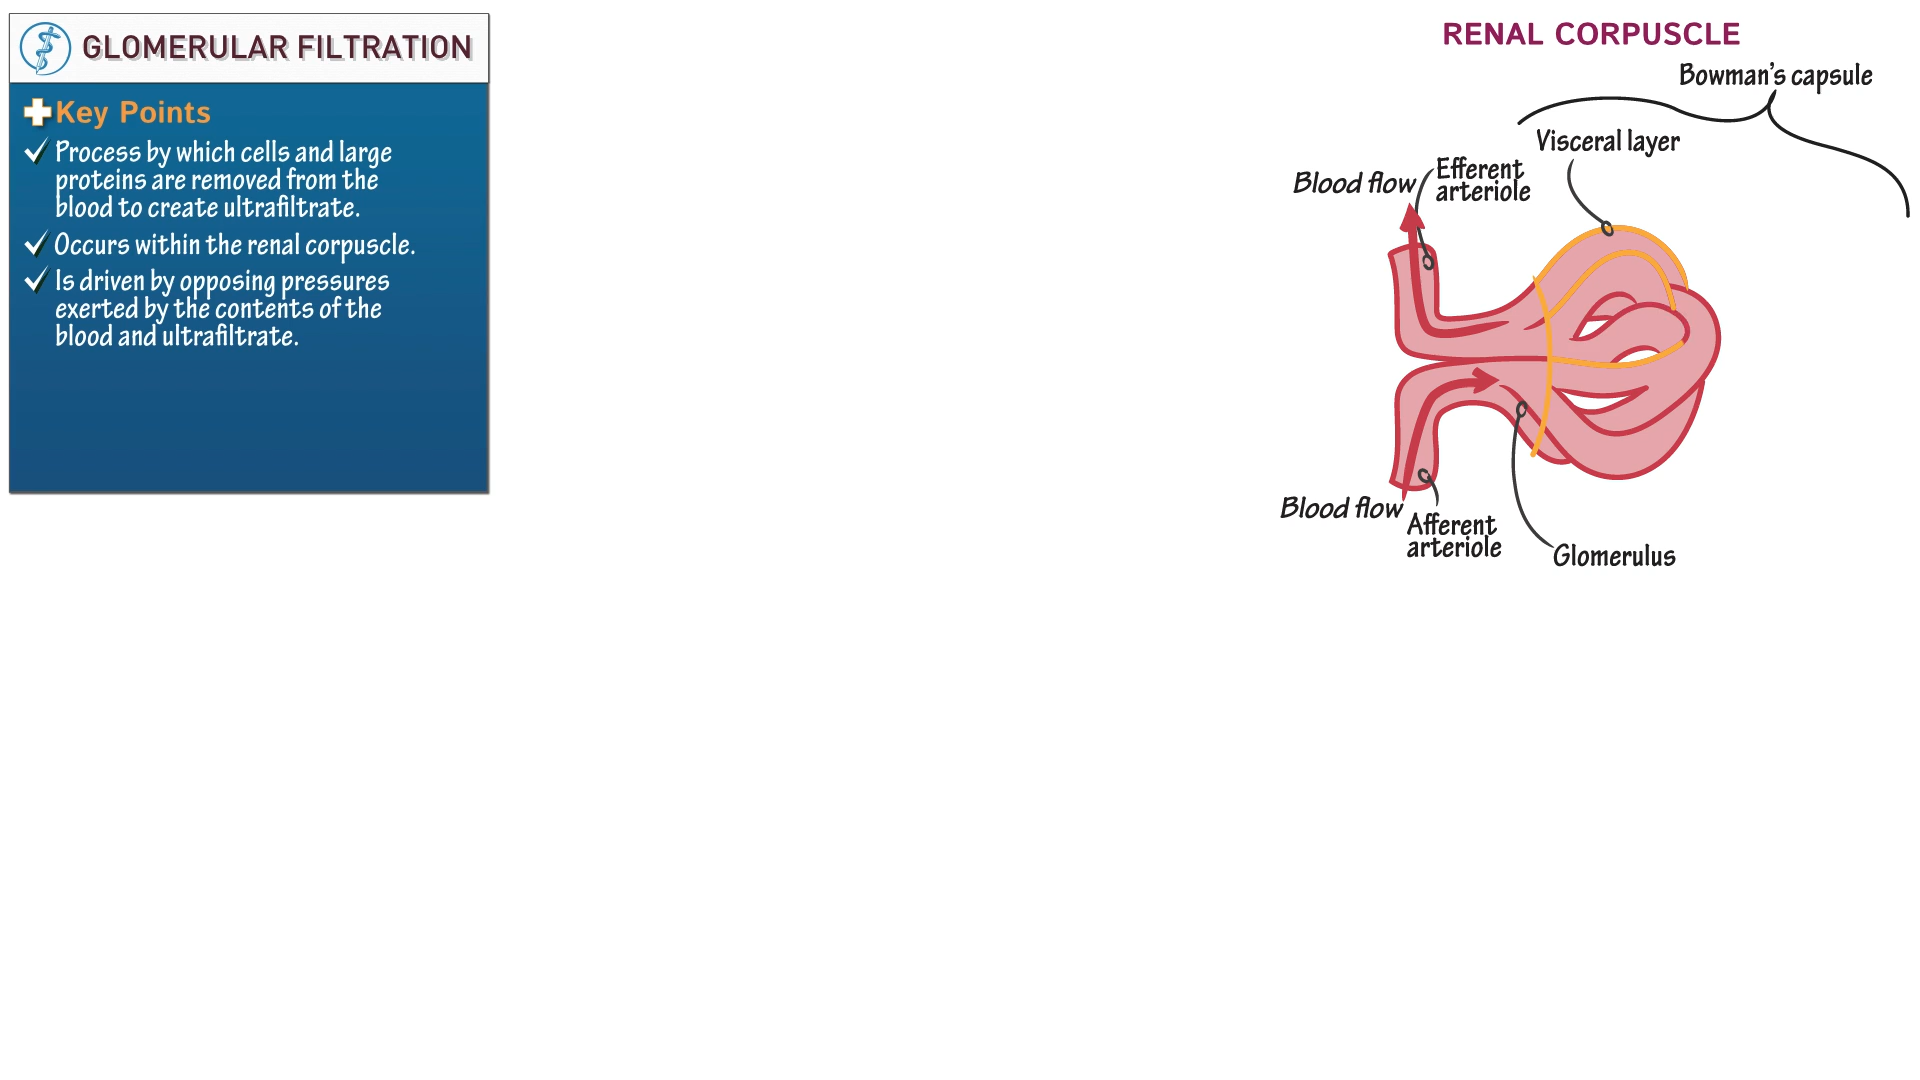 GLOMERULAR FILTRATION
Key Points
Process by which cells and large
proteins are removed from the
blood to create ultrafiltrate.
Occurs within the renal corpuscle.
Is driven by opposing pressures
exerted by the contents of the
blood and ultrafiltrate.
RENAL CORPUSCLE
Bowman's capsule
Visceral layer
Efferent
arteriole
Blood flow
Blood flow
Afferent
arteriole
Glomerulus